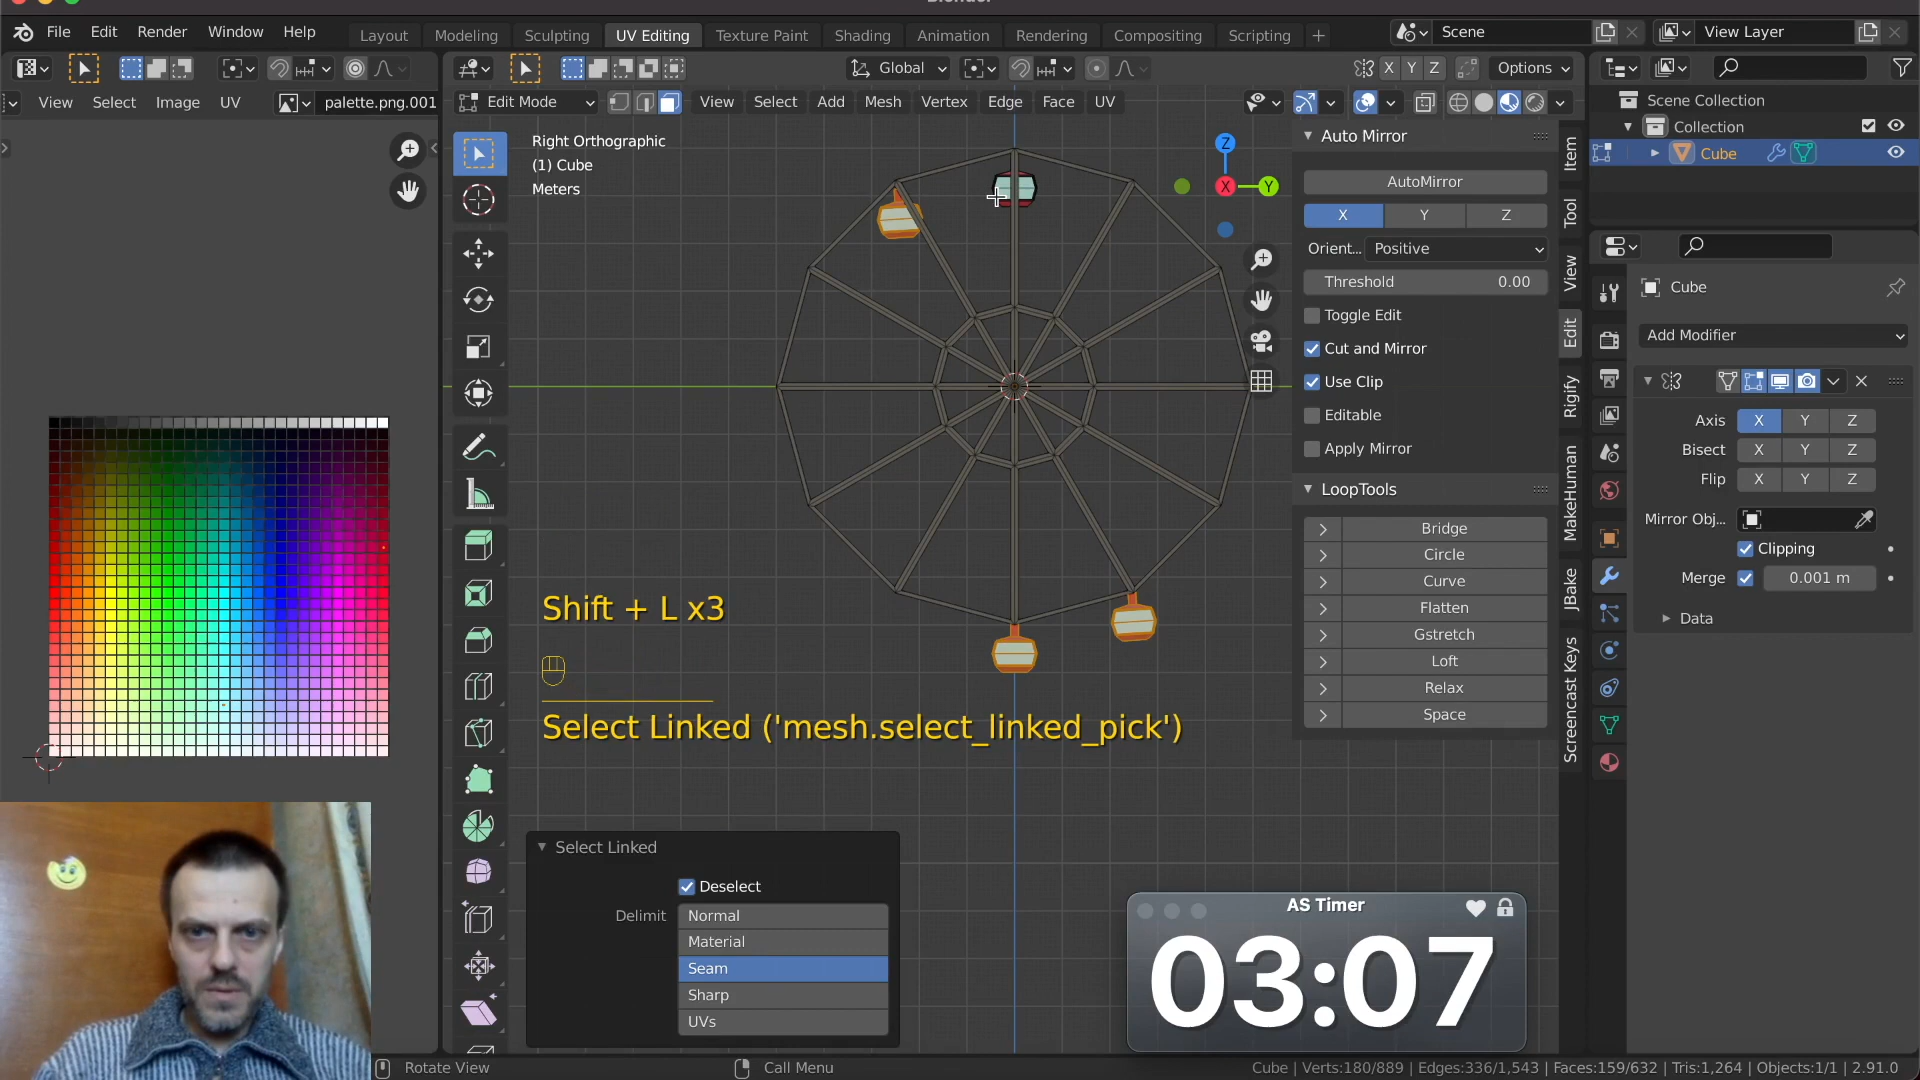 Blender
File Edit Render Window Help
Layout Modeling Sculpting UV Editing Texture Paint Shading Animation Rendering Compositing Scripting
Scene View Layer
Global Options
X Y Z
View Select Image UV palette.png.001
Edit Mode View Select Add Mesh Vertex Edge Face UV
Right Orthographic
(1) Cube
Meters
Z
X
Y
Auto Mirror
AutoMirror
X Y Z
Orient... Positive
Threshold 0.00
Toggle Edit
Cut and Mirror
Use Clip
Editable
Apply Mirror
LoopTools
Bridge
Circle
Curve
Flatten
Gstretch
Loft
Relax
Space
Item
Tool
View
Edit
Rigify
MakeHuman
JBake
Screencast Keys
Scene Collection
Collection
Cube
Cube
Add Modifier
Axis X Y Z
Bisect X Y Z
Flip X Y Z
Mirror Obj...
Clipping
Merge 0.001 m
Data
Shift + L x3
Select Linked ('mesh.select_linked_pick')
Select Linked
Deselect
Delimit Normal
Material
Seam
Sharp
UVs
AS Timer
03:07
Rotate View
Call Menu
Cube | Verts:180/889 | Edges:336/1,543 | Faces:159/632 | Tris:1,264 | Objects:1/1 | 2.91.0